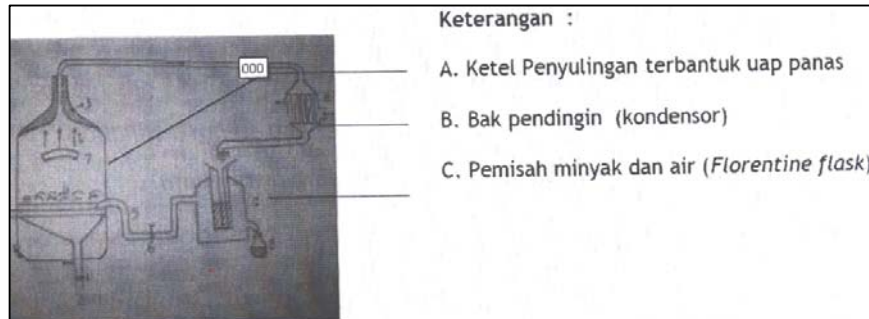 Keterangan :
000
A. Ketel Penyulingan terbantuk uap panas
B. Bak pendingin (kondensor)
C. Pemisah minyak dan air (Florentine flask)